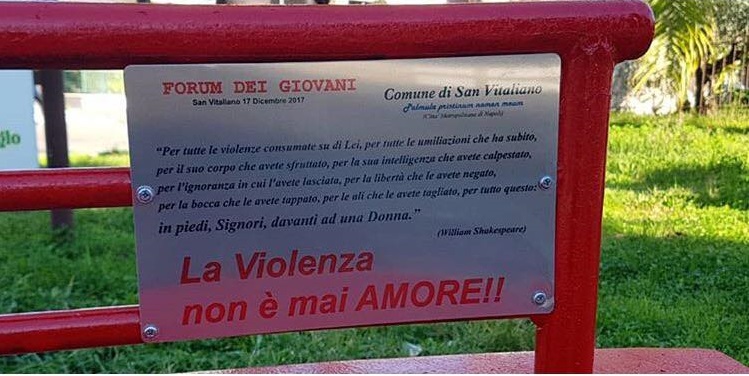 FORUM DEI GIOVANI
San Vitaliano 17 Dicembre 2017
Comune di San Vitaliano
Palmula pristinum nomen meum
(Citta' Metropolitana di Napoli)
"Per tutte le violenze consumate su di Lei, per tutte le umiliazioni che ha subito,
per il suo corpo che avete sfruttato, per la sua intelligenza che avete calpestato,
per l'ignoranza in cui l'avete lasciata, per la libertà che le avete negato,
per la bocca che le avete tappato, per le ali che le avete tagliato, per tutto questo:
in piedi, Signori, davanti ad una Donna."
(William Shakespeare)
La Violenza
non è mai AMORE!!